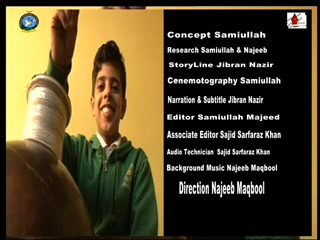 Concept Samiullah
Research Samiullah & Najeeb
StoryLine Jibran Nazir
Cenemotography Samiullah
Narration & Subtitle Jibran Nazir
Editor Samiullah Majeed
Associate Editor Sajid Sarfaraz Khan
Audio Technician Sajid Sarfaraz Khan
Background Music Najeeb Maqbool
Direction Najeeb Maqbool